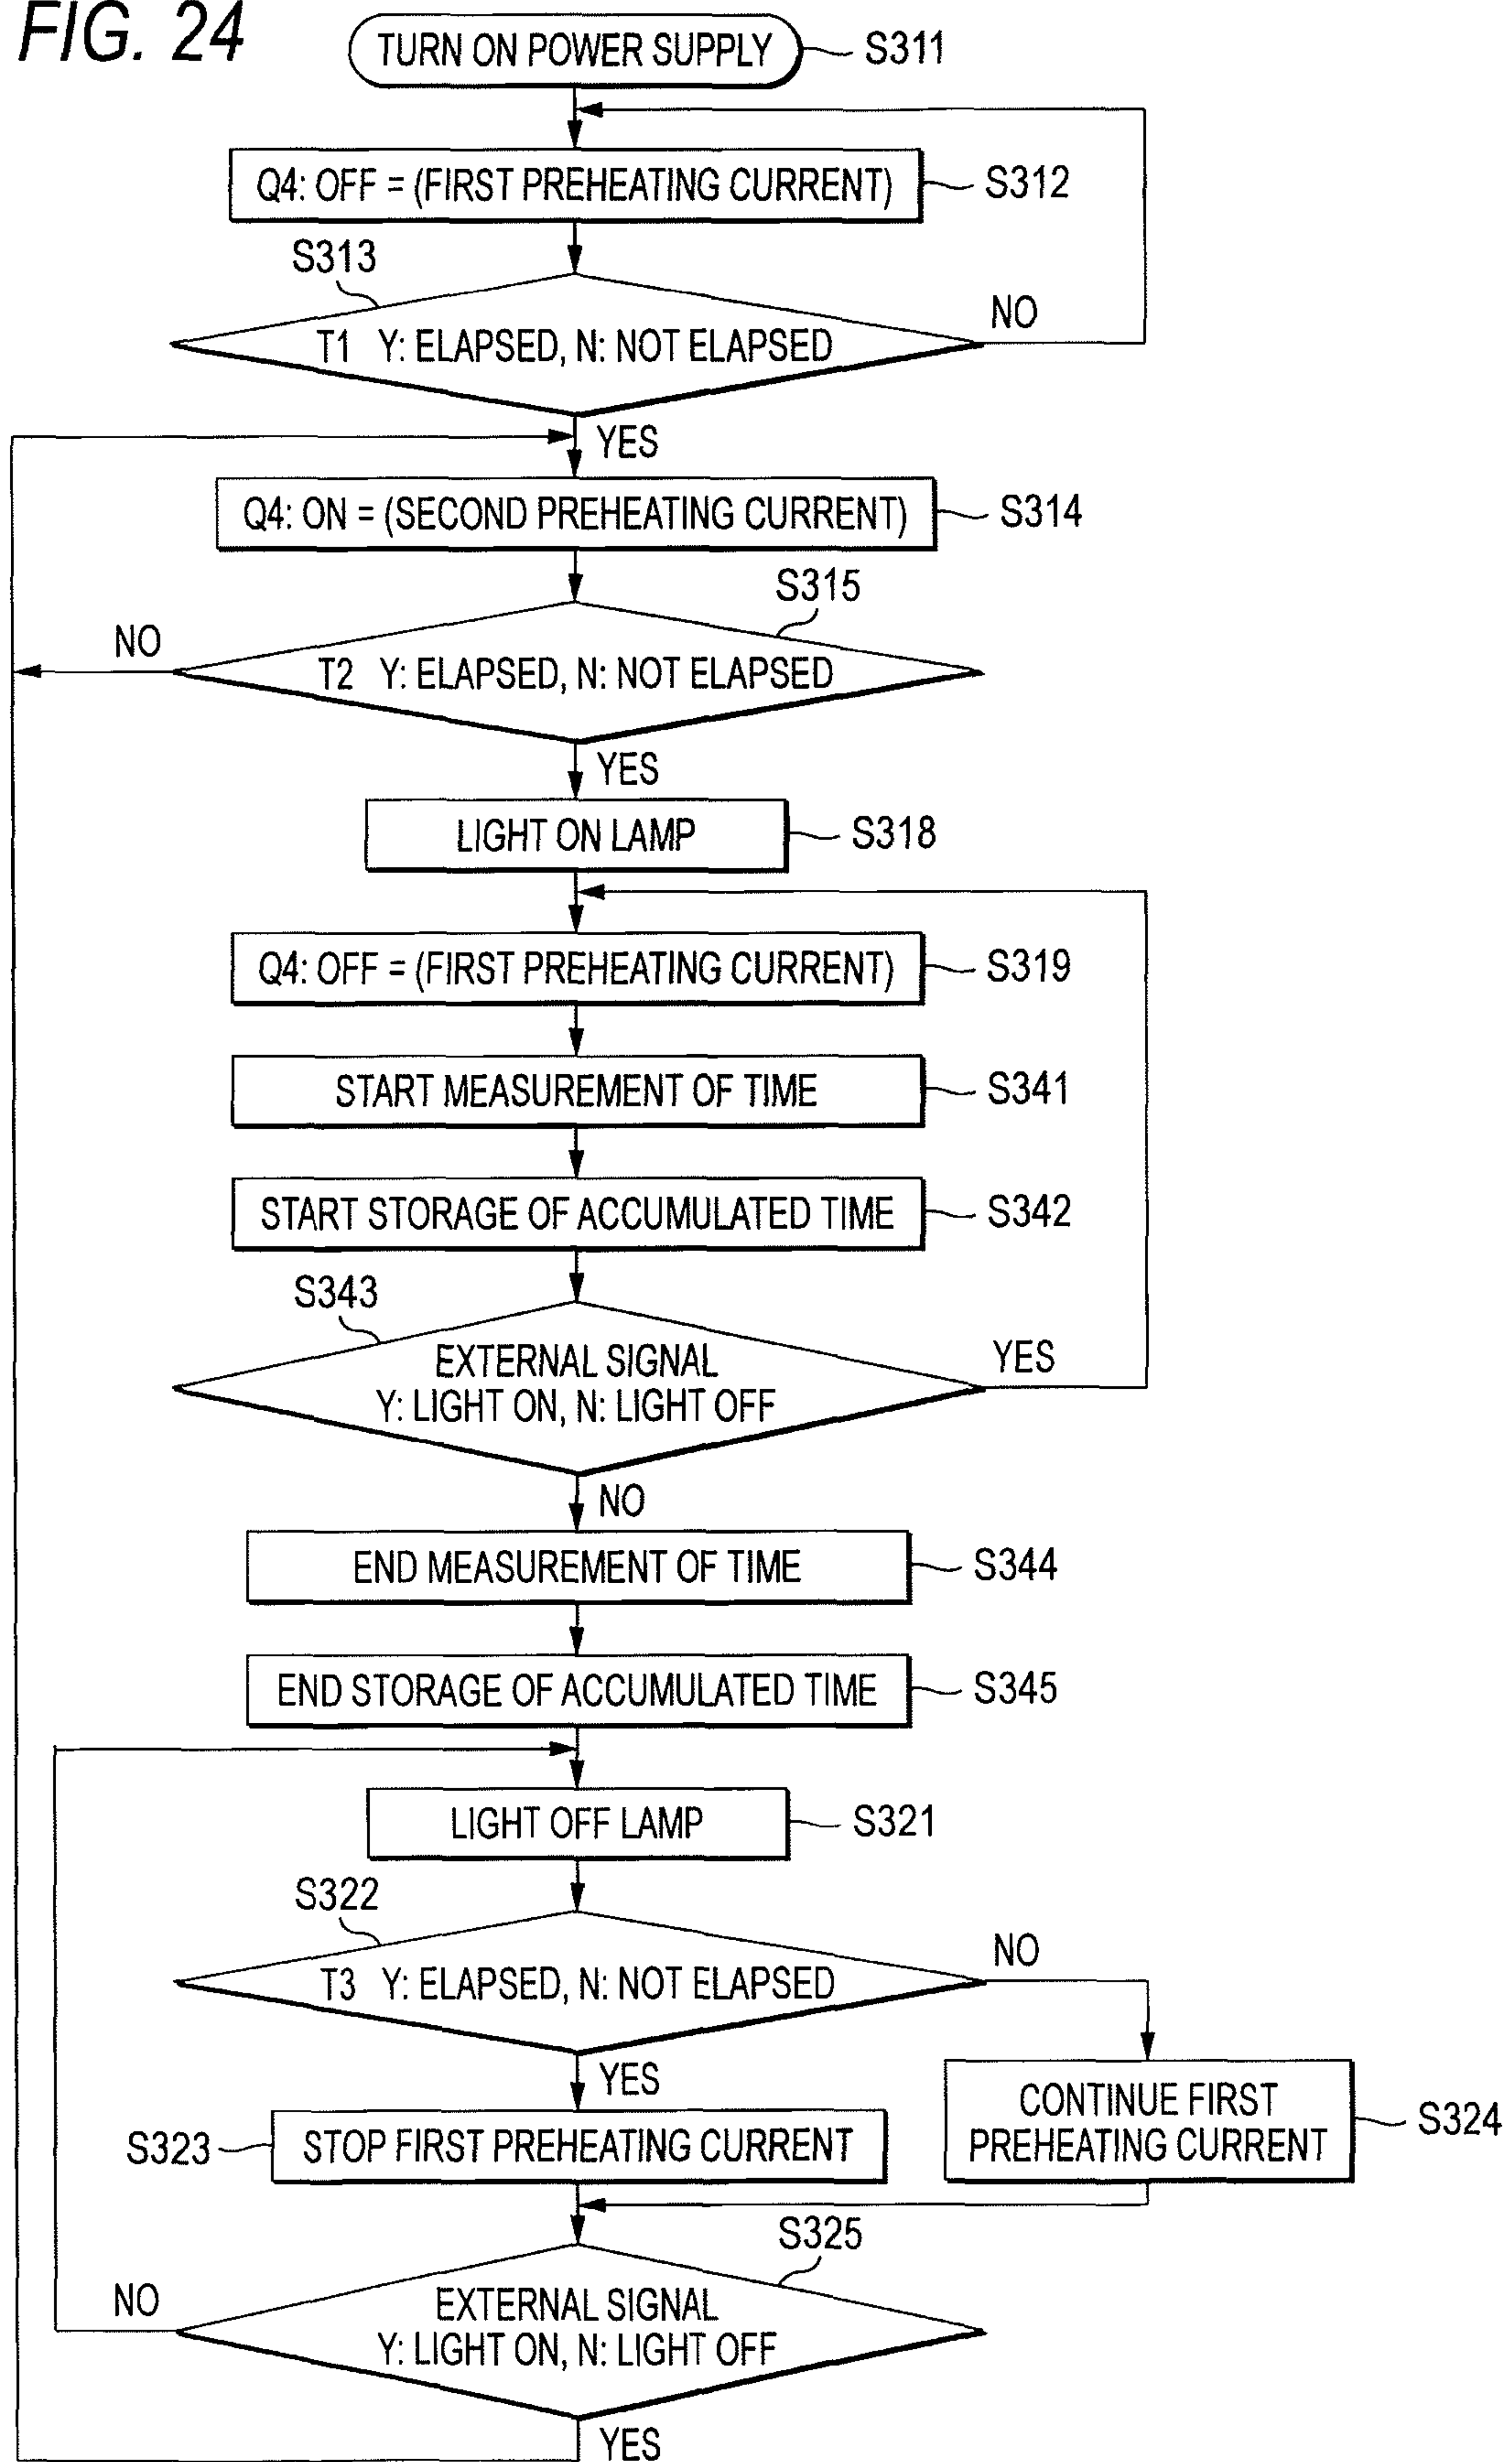 FIG. 24
TURN ON POWER SUPPLY
S311
Q4: OFF = (FIRST PREHEATING CURRENT)
S312
S313
T1 Y: ELAPSED, N: NOT ELAPSED
NO
YES
Q4: ON = (SECOND PREHEATING CURRENT)
S314
S315
NO
T2 Y: ELAPSED, N: NOT ELAPSED
YES
LIGHT ON LAMP
S318
Q4: OFF = (FIRST PREHEATING CURRENT)
S319
START MEASUREMENT OF TIME
S341
START STORAGE OF ACCUMULATED TIME
S342
S343
EXTERNAL SIGNAL
Y: LIGHT ON, N: LIGHT OFF
YES
NO
END MEASUREMENT OF TIME
S344
END STORAGE OF ACCUMULATED TIME
S345
LIGHT OFF LAMP
S321
S322
T3 Y: ELAPSED, N: NOT ELAPSED
NO
YES
S323
STOP FIRST PREHEATING CURRENT
CONTINUE FIRST
PREHEATING CURRENT
S324
S325
NO
EXTERNAL SIGNAL
Y: LIGHT ON, N: LIGHT OFF
YES